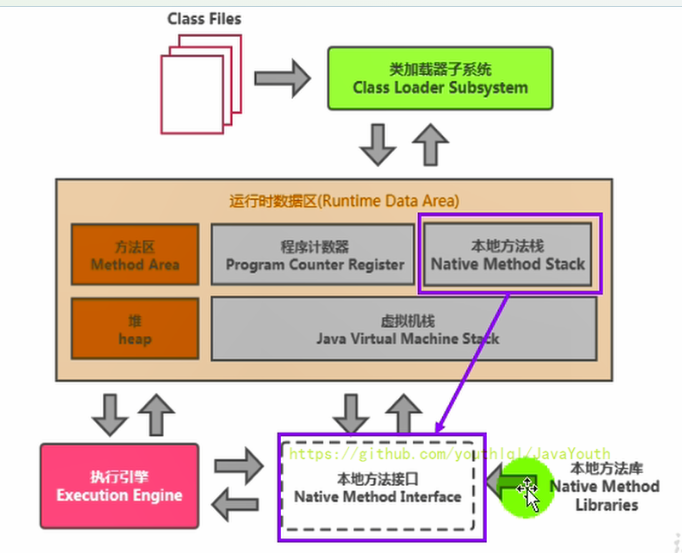 Class Files
类加载器子系统
Class Loader Subsystem
运行时数据区(Runtime Data Area)
方法区
Method Area
程序计数器
Program Counter Register
本地方法栈
Native Method Stack
堆
heap
虚拟机栈
Java Virtual Machine Stack
执行引擎
Execution Engine
https://github.com/youthlql/JavaYouth
本地方法接口
Native Method Interface
本地方法库
Native Method
Libraries